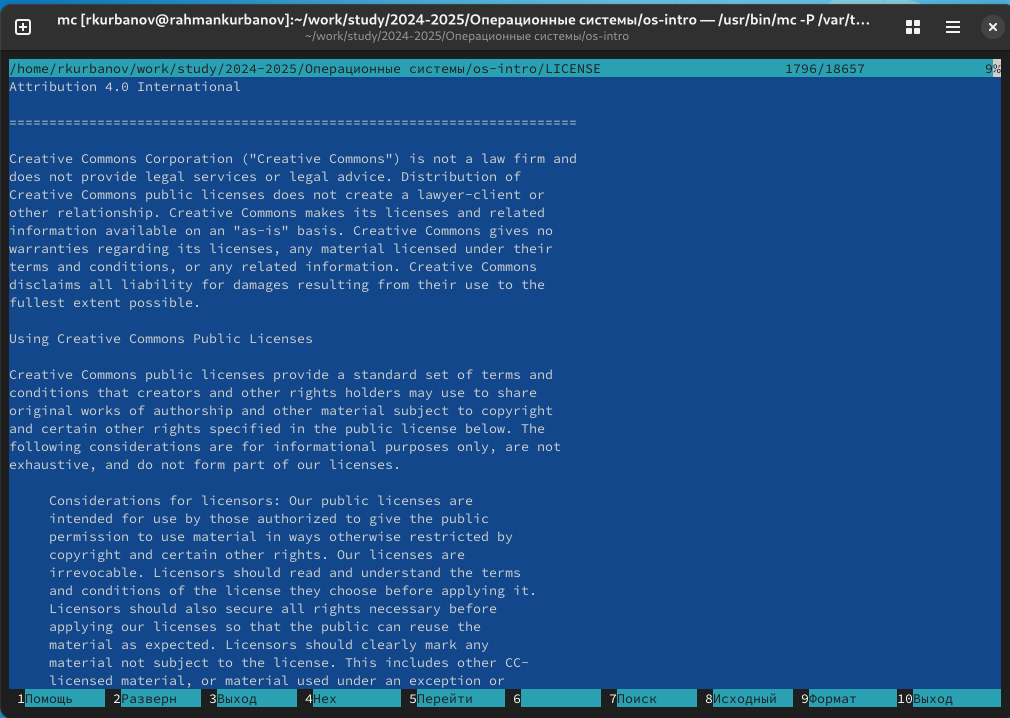 mc [rkurbanov@rahmankurbanov]:~/work/study/2024-2025/Операционные системы/os-intro — /usr/bin/mc -P /var/t…
~/work/study/2024-2025/Операционные системы/os-intro
/home/rkurbanov/work/study/2024-2025/Операционные системы/os-intro/LICENSE 1796/18657 9%
Attribution 4.0 International
=======================================================================
Creative Commons Corporation ("Creative Commons") is not a law firm and
does not provide legal services or legal advice. Distribution of
Creative Commons public licenses does not create a lawyer-client or
other relationship. Creative Commons makes its licenses and related
information available on an "as-is" basis. Creative Commons gives no
warranties regarding its licenses, any material licensed under their
terms and conditions, or any related information. Creative Commons
disclaims all liability for damages resulting from their use to the
fullest extent possible.
Using Creative Commons Public Licenses
Creative Commons public licenses provide a standard set of terms and
conditions that creators and other rights holders may use to share
original works of authorship and other material subject to copyright
and certain other rights specified in the public license below. The
following considerations are for informational purposes only, are not
exhaustive, and do not form part of our licenses.
Considerations for licensors: Our public licenses are
intended for use by those authorized to give the public
permission to use material in ways otherwise restricted by
copyright and certain other rights. Our licenses are
irrevocable. Licensors should read and understand the terms
and conditions of the license they choose before applying it.
Licensors should also secure all rights necessary before
applying our licenses so that the public can reuse the
material as expected. Licensors should clearly mark any
material not subject to the license. This includes other CC-
licensed material, or material used under an exception or
1Помощь 2Разверн 3Выход 4Hex 5Перейти 6 7Поиск 8Исходный 9Формат 10Выход